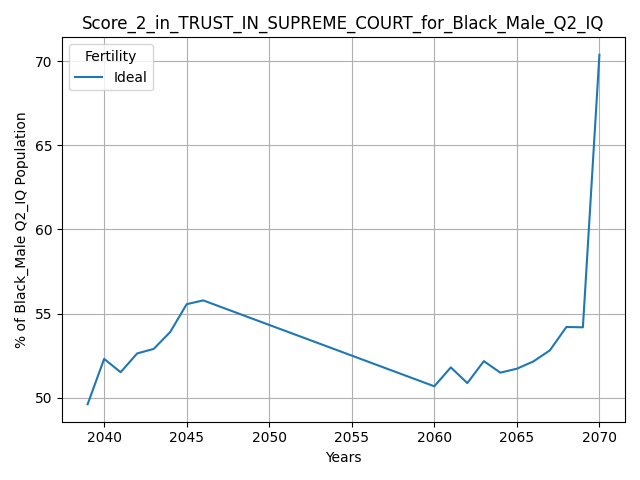 Score_2_in_TRUST_IN_SUPREME_COURT_for_Black_Male_Q2_IQ
Fertility
Ideal
% of Black_Male Q2_IQ Population
70
65
60
55
50
2040
2045
2050
2055
2060
2065
2070
Years